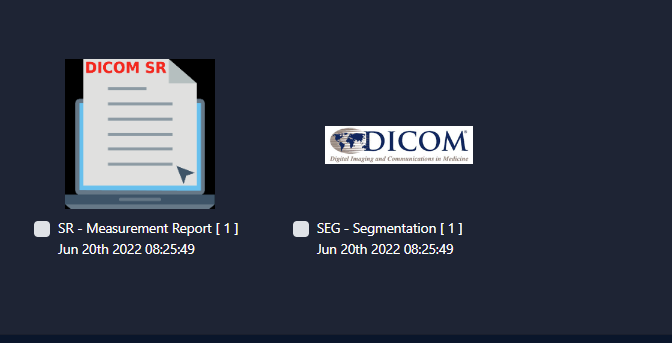 DICOM SR
DICOM®
Digital Imaging and Communications in Medicine
SR - Measurement Report [ 1 ]
Jun 20th 2022 08:25:49
SEG - Segmentation [ 1 ]
Jun 20th 2022 08:25:49